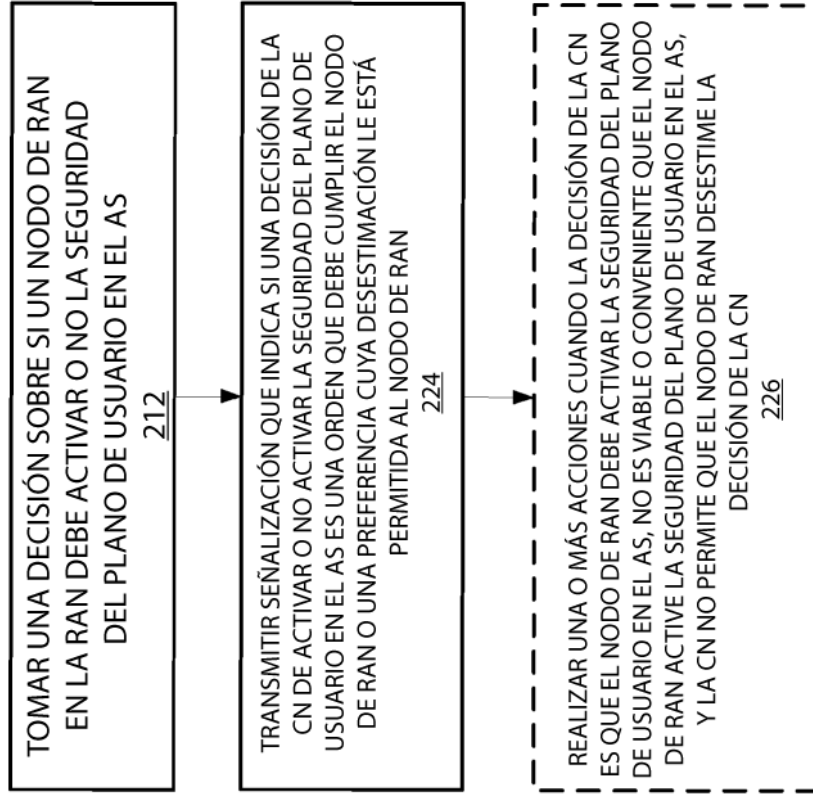 TOMAR UNA DECISIÓN SOBRE SI UN NODO DE RAN
EN LA RAN DEBE ACTIVAR O NO LA SEGURIDAD
DEL PLANO DE USUARIO EN EL AS
212
TRANSMITIR SEÑALIZACIÓN QUE INDICA SI UNA DECISIÓN DE LA
CN DE ACTIVAR O NO ACTIVAR LA SEGURIDAD DEL PLANO DE
USUARIO EN EL AS ES UNA ORDEN QUE DEBE CUMPLIR EL NODO
DE RAN O UNA PREFERENCIA CUYA DESESTIMACIÓN LE ESTÁ
PERMITIDA AL NODO DE RAN
224
REALIZAR UNA O MÁS ACCIONES CUANDO LA DECISIÓN DE LA CN
ES QUE EL NODO DE RAN DEBE ACTIVAR LA SEGURIDAD DEL PLANO
DE USUARIO EN EL AS, NO ES VIABLE O CONVENIENTE QUE EL NODO
DE RAN ACTIVE LA SEGURIDAD DEL PLANO DE USUARIO EN EL AS,
Y LA CN NO PERMITE QUE EL NODO DE RAN DESESTIME LA
DECISIÓN DE LA CN
226